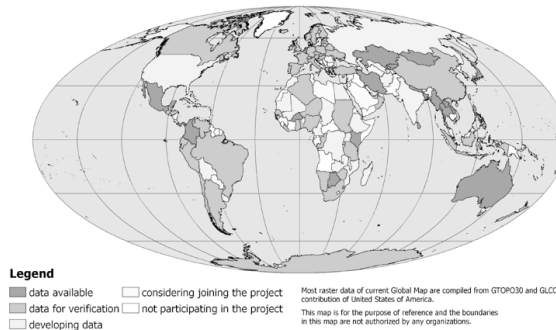 Legend
data available
data for verification
developing data
considering joining the project
not participating in the project
Most raster data of current Global Map are compiled from GTOPO30 and GLCC
contribution of United States of America.
This map is for the purpose of reference and the boundaries
in this map are not authorized by any organizations.